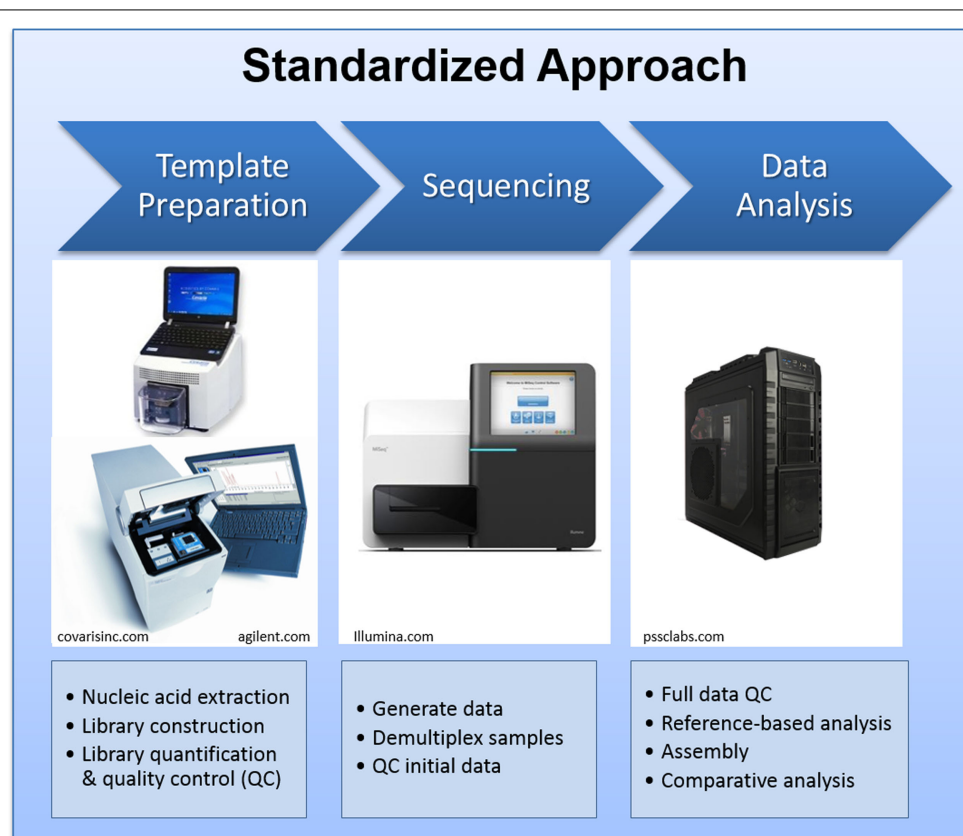 Standardized Approach
Template
Preparation
Sequencing
Data
Analysis
MiSeq
covarisinc.com
agilent.com
Illumina.com
pssclabs.com
• Nucleic acid extraction
• Library construction
• Library quantification
& quality control (QC)
• Generate data
• Demultiplex samples
• QC initial data
• Full data QC
• Reference-based analysis
• Assembly
• Comparative analysis